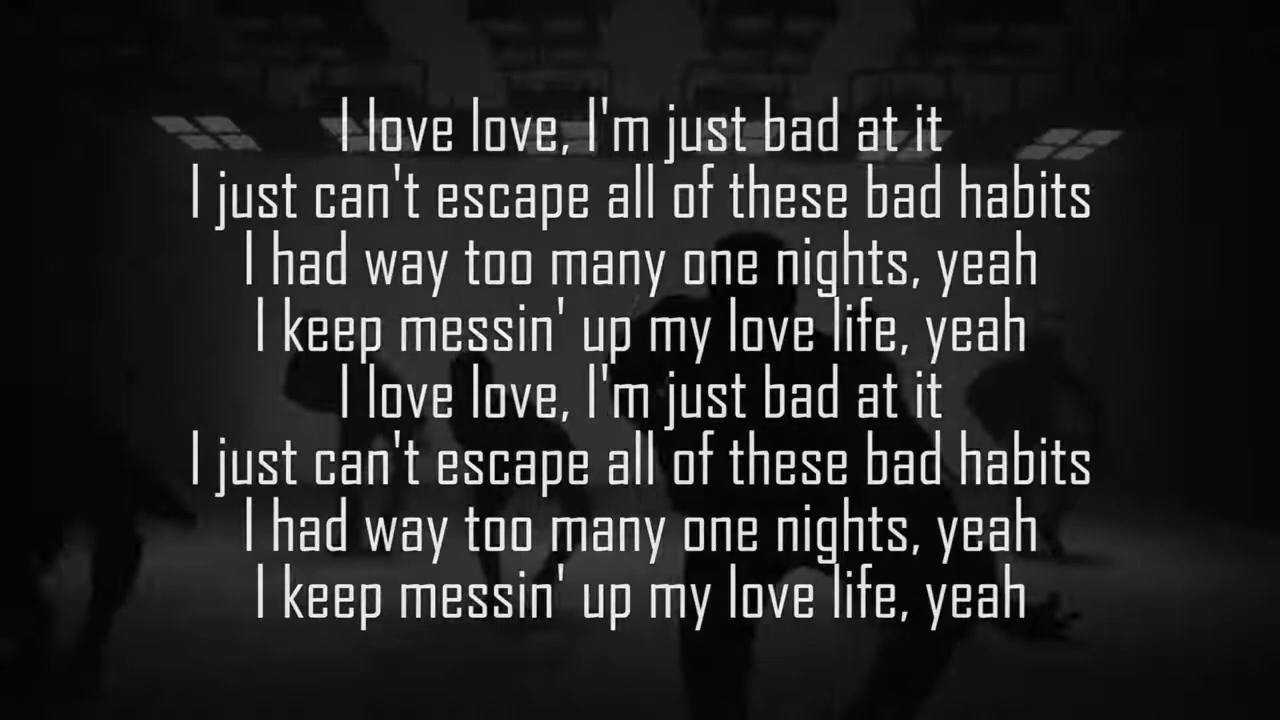 I love love, I'm just bad at it
I just can't escape all of these bad habits
I had way too many one nights, yeah
I keep messin' up my love life, yeah
I love love, I'm just bad at it
I just can't escape all of these bad habits
I had way too many one nights, yeah
I keep messin' up my love life, yeah